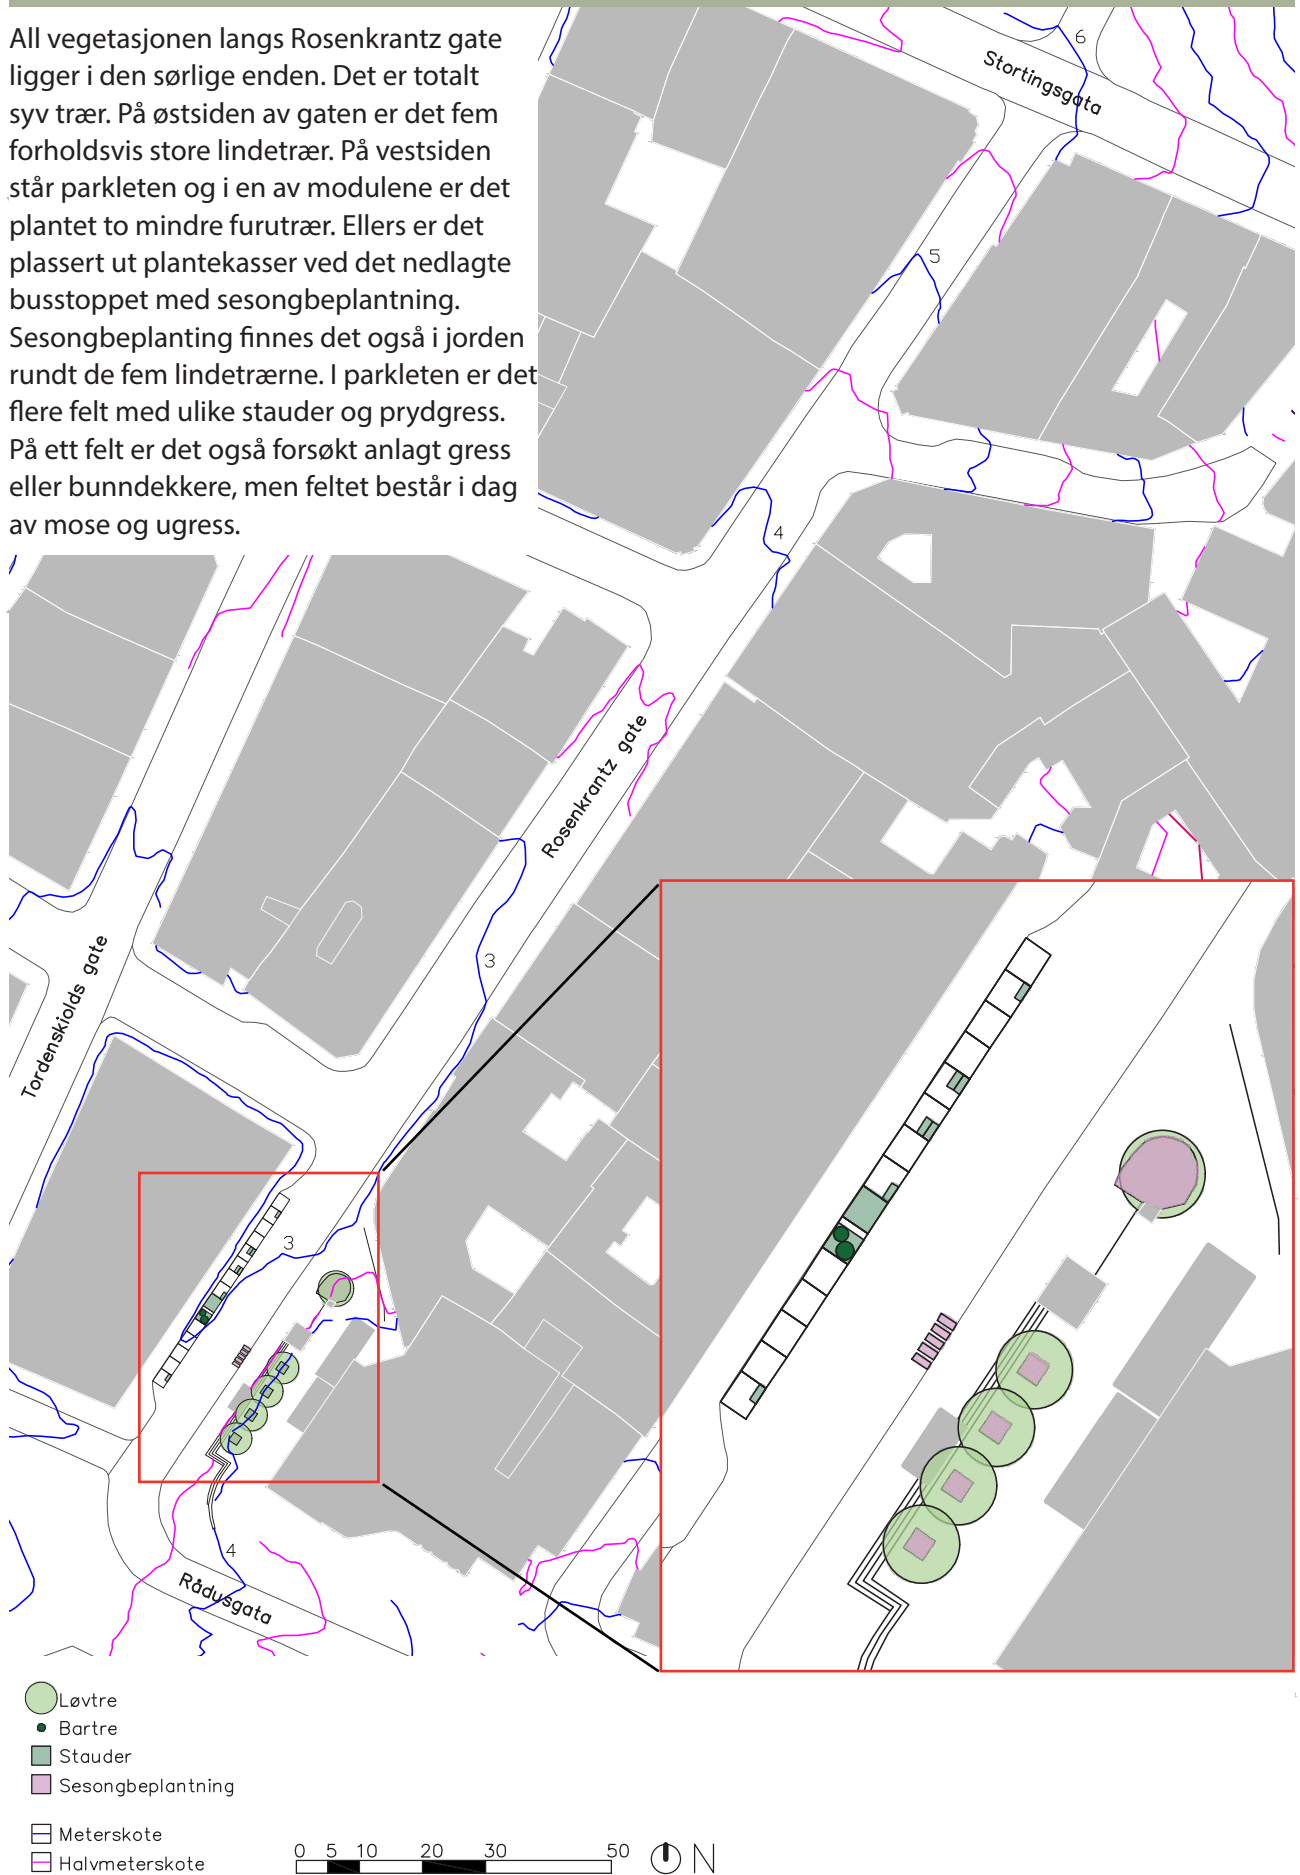 All vegetasjonen langs Rosenkrantz gate
ligger i den sørlige enden. Det er totalt
syv trær. På østsiden av gaten er det fem
forholdsvis store lindetrær. På vestsiden
står parkleten og i en av modulene er det
plantet to mindre furutrær. Ellers er det
plassert ut plantekasser ved det nedlagte
busstoppet med sesongbeplantning.
Sesongbeplanting finnes det også i jorden
rundt de fem lindetrærne. I parkleten er det
flere felt med ulike stauder og prydgress.
På ett felt er det også forsøkt anlagt gress
eller bunndekkere, men feltet består i dag
av mose og ugress.
6
Stortingsgata
5
4
Rosenkrantz gate
3
Tordenskiolds gate
3
4
Rådusgata
Løvtre
Bartre
Stauder
Sesongbeplantning
Meterskote
Halvmeterskote
0 5 10 20 30 50
N